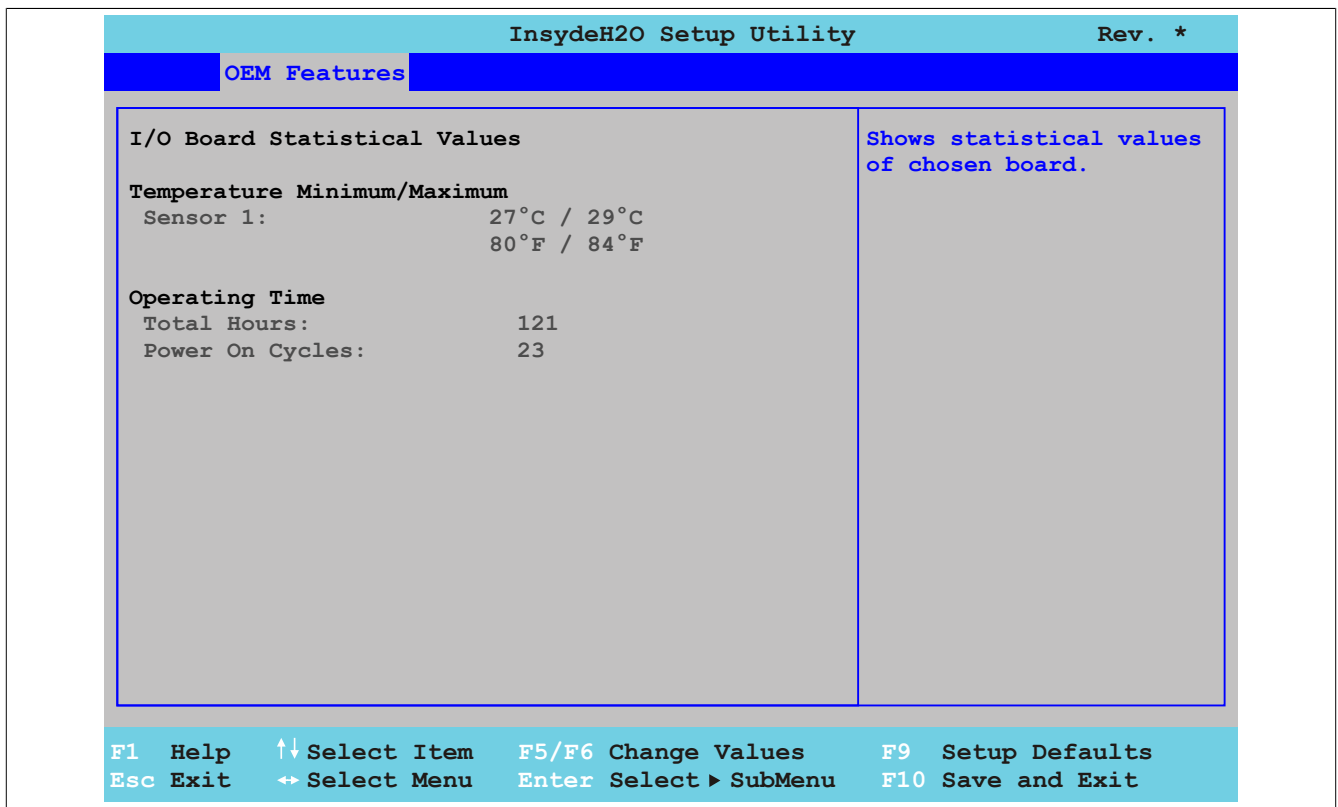 InsydeH2O Setup Utility Rev. *
OEM Features
I/O Board Statistical Values
Temperature Minimum/Maximum
Sensor 1: 27°C / 29°C
80°F / 84°F
Operating Time
Total Hours: 121
Power On Cycles: 23
Shows statistical values
of chosen board.
F1 Help ↑↓ Select Item F5/F6 Change Values F9 Setup Defaults
Esc Exit ↔ Select Menu Enter Select ▶ SubMenu F10 Save and Exit